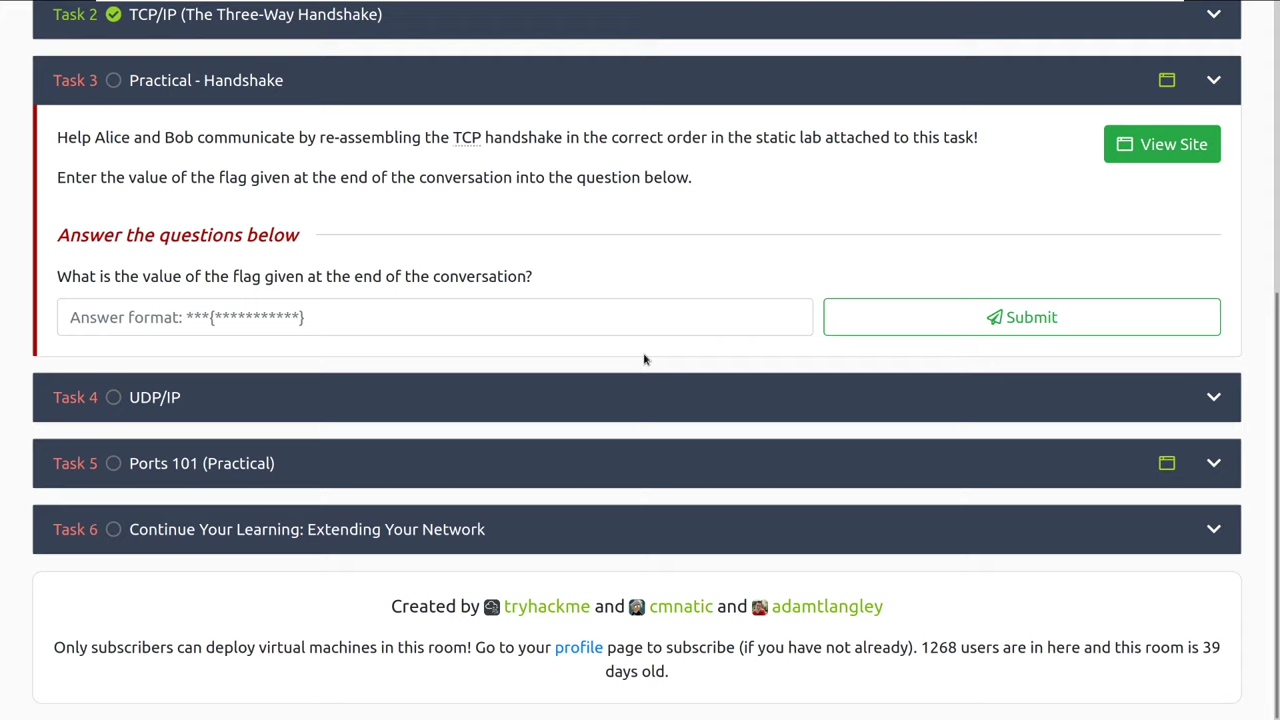 Task 2 TCP/IP (The Three-Way Handshake)
Task 3 Practical - Handshake
Help Alice and Bob communicate by re-assembling the TCP handshake in the correct order in the static lab attached to this task!
View Site
Enter the value of the flag given at the end of the conversation into the question below.
Answer the questions below
What is the value of the flag given at the end of the conversation?
Answer format: ***{***********}
Submit
Task 4 UDP/IP
Task 5 Ports 101 (Practical)
Task 6 Continue Your Learning: Extending Your Network
Created by tryhackme and cmnatic and adamtlangley
Only subscribers can deploy virtual machines in this room! Go to your profile page to subscribe (if you have not already). 1268 users are in here and this room is 39
days old.